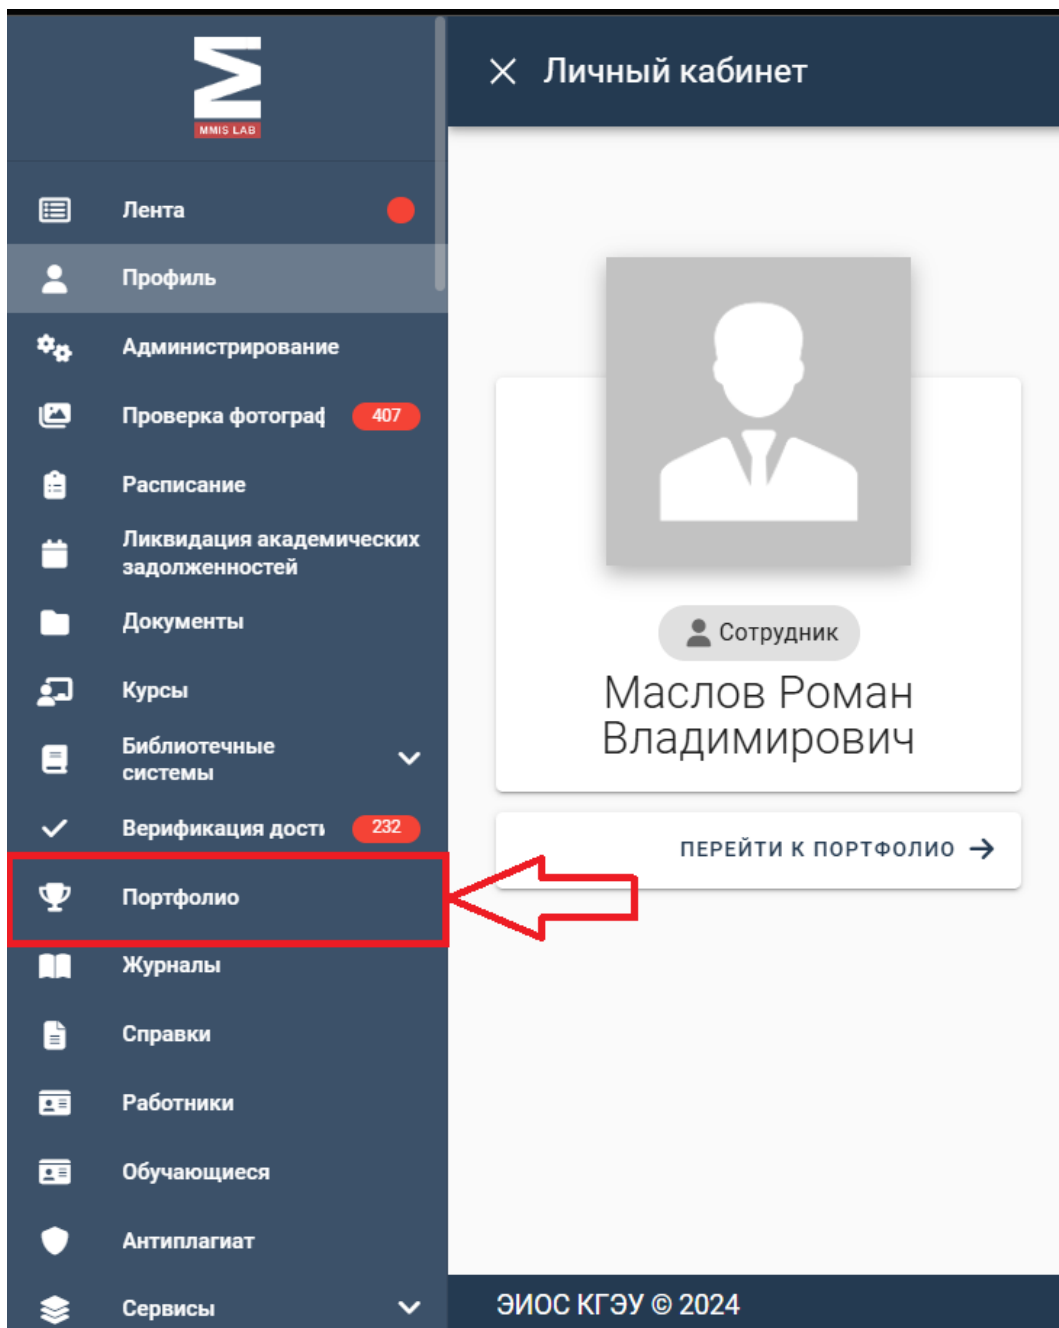 MMIS LAB
Личный кабинет
Лента
Профиль
Администрирование
Проверка фотограф
407
Расписание
Ликвидация академических
задолженностей
Документы
Курсы
Библиотечные
системы
Верификация дости
232
Портфолио
Журналы
Справки
Работники
Обучающиеся
Антиплагиат
Сервисы
Сотрудник
Маслов Роман
Владимирович
ПЕРЕЙТИ К ПОРТФОЛИО
ЭИОС КГЭУ © 2024